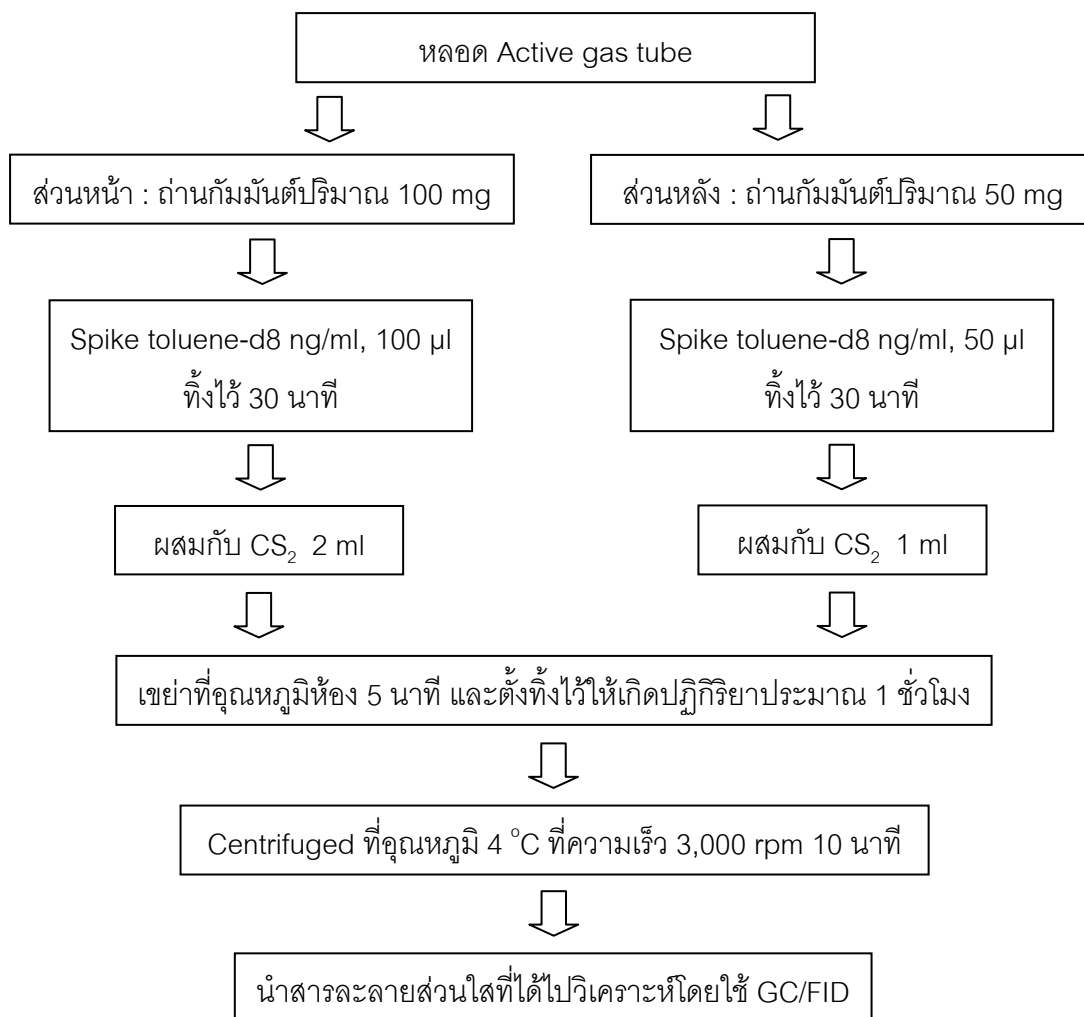 หลอด Active gas tube
ส่วนหน้า : ถ่านกัมมันต์ปริมาณ 100 mg
ส่วนหลัง : ถ่านกัมมันต์ปริมาณ 50 mg
Spike toluene-d8 ng/ml, 100 µl
ทิ้งไว้ 30 นาที
Spike toluene-d8 ng/ml, 50 µl
ทิ้งไว้ 30 นาที
ผสมกับ CS₂ 2 ml
ผสมกับ CS₂ 1 ml
เขย่าที่อุณหภูมิห้อง 5 นาที และตั้งทิ้งไว้ให้เกิดปฏิกิริยาประมาณ 1 ชั่วโมง
Centrifuged ที่อุณหภูมิ 4 °C ที่ความเร็ว 3,000 rpm 10 นาที
นำสารละลายส่วนใสที่ได้ไปวิเคราะห์โดยใช้ GC/FID